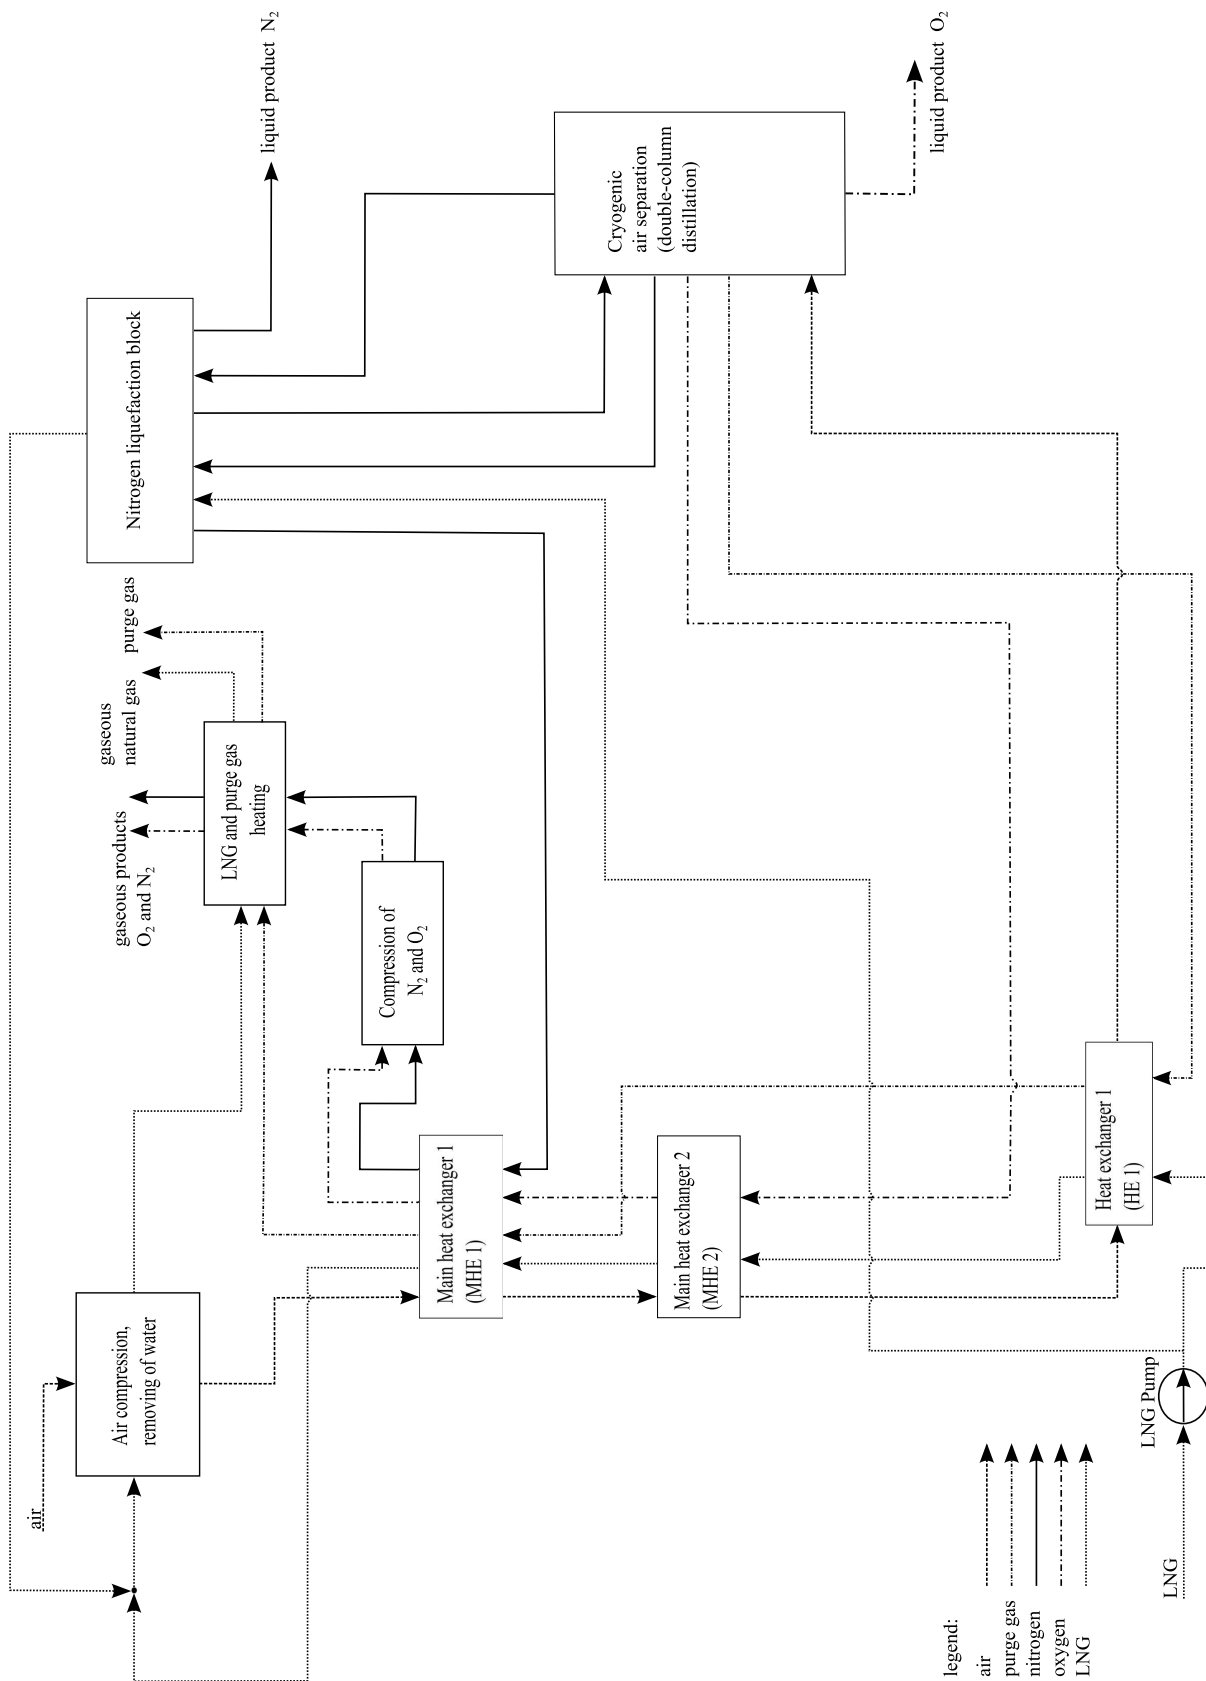 air
Air compression,
removing of water
gaseous products
O₂ and N₂
gaseous
natural gas
purge gas
LNG and purge gas
heating
Nitrogen liquefaction block
liquid product N₂
Compression of
N₂ and O₂
Main heat exchanger 1
(MHE 1)
Main heat exchanger 2
(MHE 2)
Cryogenic
air separation
(double-column
distillation)
liquid product O₂
Heat exchanger 1
(HE 1)
legend:
air
purge gas
nitrogen
oxygen
LNG
LNG
LNG Pump